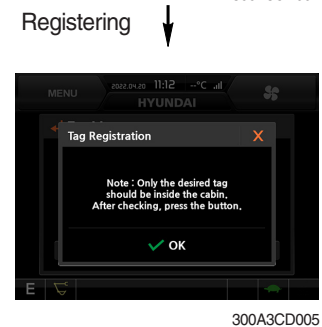 Registering
MENU
2022.04.20 11:12 --°C
HYUNDAI
Tag Registration X
Note : Only the desired tag
should be inside the cabin.
After checking, press the button.
OK
E
300A3CD005